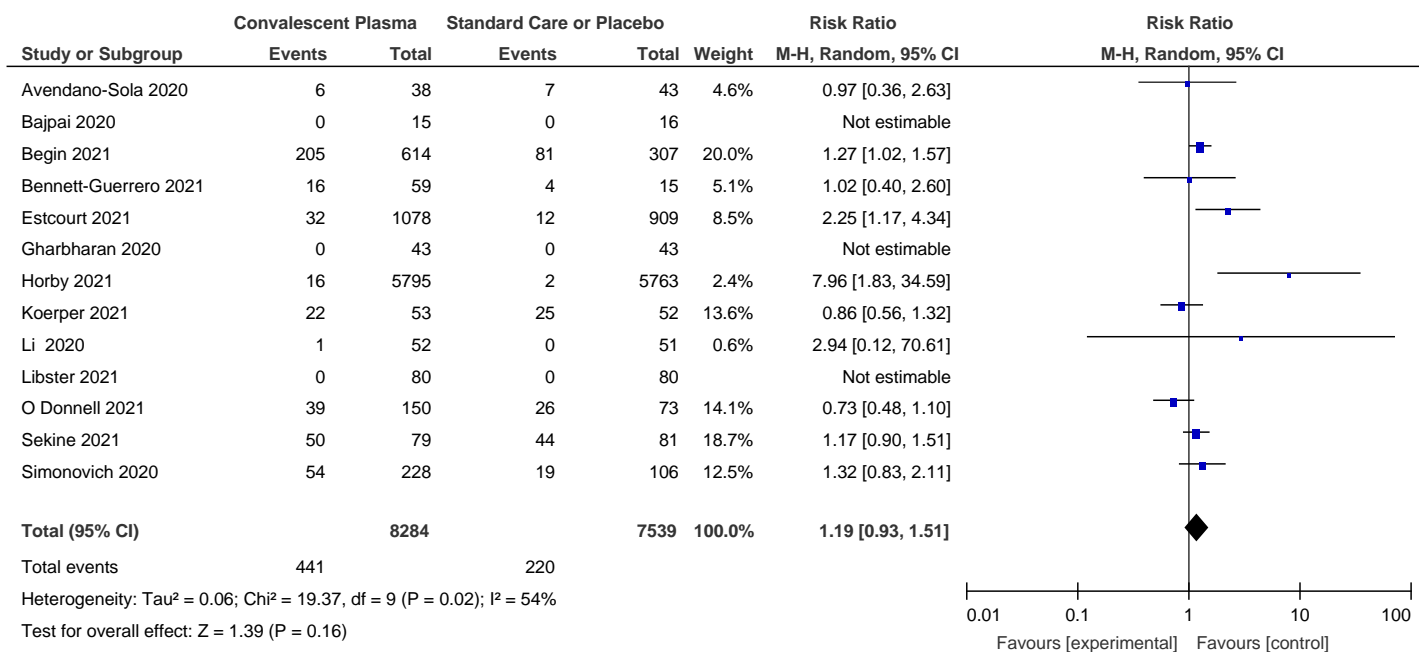 Convalescent Plasma Standard Care or Placebo Risk Ratio Risk Ratio
Study or Subgroup Events Total Events Total Weight M-H, Random, 95% CI M-H, Random, 95% CI
Avendano-Sola 2020 6 38 7 43 4.6% 0.97 [0.36, 2.63]
Bajpai 2020 0 15 0 16 Not estimable
Begin 2021 205 614 81 307 20.0% 1.27 [1.02, 1.57]
Bennett-Guerrero 2021 16 59 4 15 5.1% 1.02 [0.40, 2.60]
Estcourt 2021 32 1078 12 909 8.5% 2.25 [1.17, 4.34]
Gharbharan 2020 0 43 0 43 Not estimable
Horby 2021 16 5795 2 5763 2.4% 7.96 [1.83, 34.59]
Koerper 2021 22 53 25 52 13.6% 0.86 [0.56, 1.32]
Li 2020 1 52 0 51 0.6% 2.94 [0.12, 70.61]
Libster 2021 0 80 0 80 Not estimable
O Donnell 2021 39 150 26 73 14.1% 0.73 [0.48, 1.10]
Sekine 2021 50 79 44 81 18.7% 1.17 [0.90, 1.51]
Simonovich 2020 54 228 19 106 12.5% 1.32 [0.83, 2.11]
Total (95% CI) 8284 7539 100.0% 1.19 [0.93, 1.51]
Total events 441 220
Heterogeneity: Tau² = 0.06; Chi² = 19.37, df = 9 (P = 0.02); I² = 54%
Test for overall effect: Z = 1.39 (P = 0.16)
0.01 0.1 1 10 100
Favours [experimental] Favours [control]